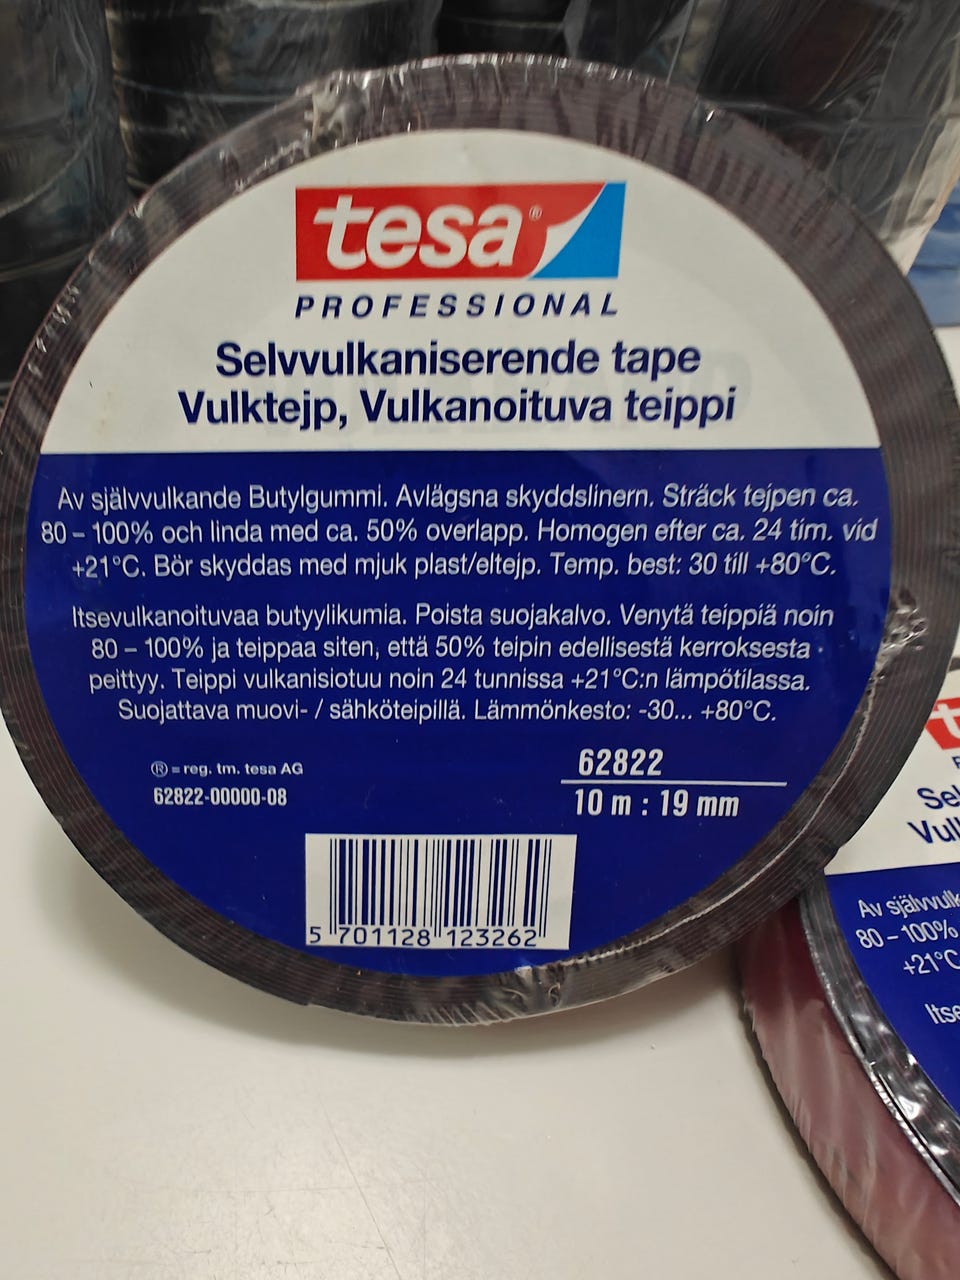 tesa®
PROFESSIONAL
Selvvulkaniserende tape
Vulktejp, Vulkanoituva teippi
Av självvulkande Butylgummi. Avlägsna skyddslinern. Sträck tejpen ca.
80 – 100% och linda med ca. 50% overlapp. Homogen efter ca. 24 tim. vid
+21°C. Bör skyddas med mjuk plast/eltejp. Temp. best: 30 till +80°C.
Itsevulkanoituvaa butyylikumia. Poista suojakalvo. Venytä teippiä noin
80 – 100% ja teippaa siten, että 50% teipin edellisestä kerroksesta
peittyy. Teippi vulkanisiotuu noin 24 tunnissa +21°C:n lämpötilassa.
Suojattava muovi- / sähköteipillä. Lämmönkesto: -30... +80°C.
® = reg. tm. tesa AG
62822-00000-08
62822
10 m : 19 mm
5 701128 123262
Av självvulk
80 – 100%
+21°C